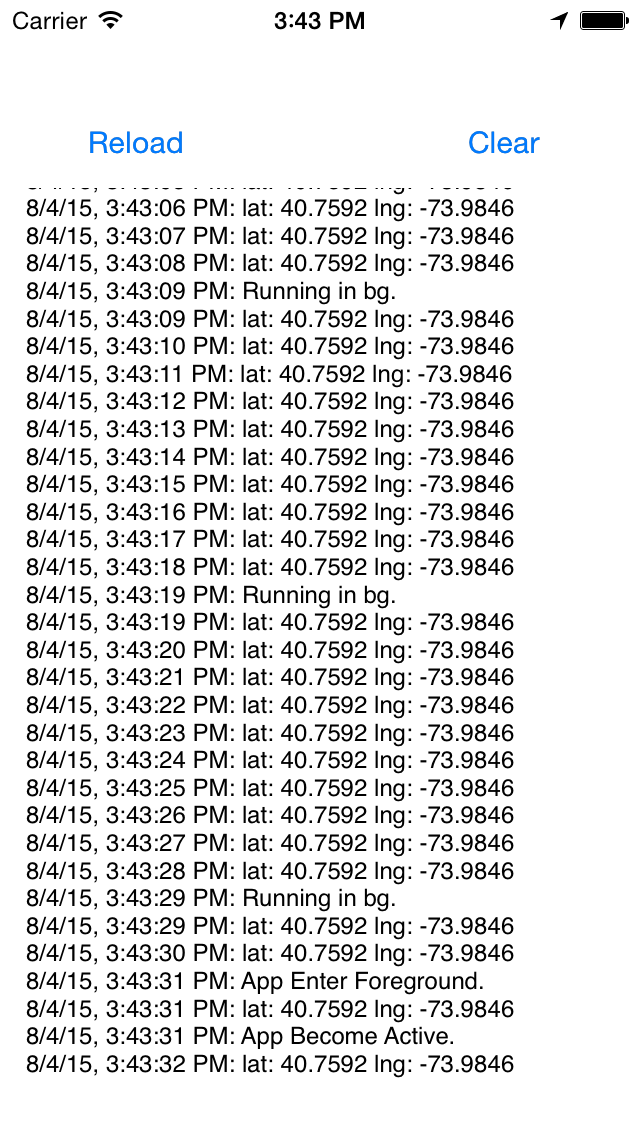 Carrier 3:43 PM
Reload Clear
8/4/15, 3:43:06 PM: lat: 40.7592 lng: -73.9846
8/4/15, 3:43:07 PM: lat: 40.7592 lng: -73.9846
8/4/15, 3:43:08 PM: lat: 40.7592 lng: -73.9846
8/4/15, 3:43:09 PM: Running in bg.
8/4/15, 3:43:09 PM: lat: 40.7592 lng: -73.9846
8/4/15, 3:43:10 PM: lat: 40.7592 lng: -73.9846
8/4/15, 3:43:11 PM: lat: 40.7592 lng: -73.9846
8/4/15, 3:43:12 PM: lat: 40.7592 lng: -73.9846
8/4/15, 3:43:13 PM: lat: 40.7592 lng: -73.9846
8/4/15, 3:43:14 PM: lat: 40.7592 lng: -73.9846
8/4/15, 3:43:15 PM: lat: 40.7592 lng: -73.9846
8/4/15, 3:43:16 PM: lat: 40.7592 lng: -73.9846
8/4/15, 3:43:17 PM: lat: 40.7592 lng: -73.9846
8/4/15, 3:43:18 PM: lat: 40.7592 lng: -73.9846
8/4/15, 3:43:19 PM: Running in bg.
8/4/15, 3:43:19 PM: lat: 40.7592 lng: -73.9846
8/4/15, 3:43:20 PM: lat: 40.7592 lng: -73.9846
8/4/15, 3:43:21 PM: lat: 40.7592 lng: -73.9846
8/4/15, 3:43:22 PM: lat: 40.7592 lng: -73.9846
8/4/15, 3:43:23 PM: lat: 40.7592 lng: -73.9846
8/4/15, 3:43:24 PM: lat: 40.7592 lng: -73.9846
8/4/15, 3:43:25 PM: lat: 40.7592 lng: -73.9846
8/4/15, 3:43:26 PM: lat: 40.7592 lng: -73.9846
8/4/15, 3:43:27 PM: lat: 40.7592 lng: -73.9846
8/4/15, 3:43:28 PM: lat: 40.7592 lng: -73.9846
8/4/15, 3:43:29 PM: Running in bg.
8/4/15, 3:43:29 PM: lat: 40.7592 lng: -73.9846
8/4/15, 3:43:30 PM: lat: 40.7592 lng: -73.9846
8/4/15, 3:43:31 PM: App Enter Foreground.
8/4/15, 3:43:31 PM: lat: 40.7592 lng: -73.9846
8/4/15, 3:43:31 PM: App Become Active.
8/4/15, 3:43:32 PM: lat: 40.7592 lng: -73.9846